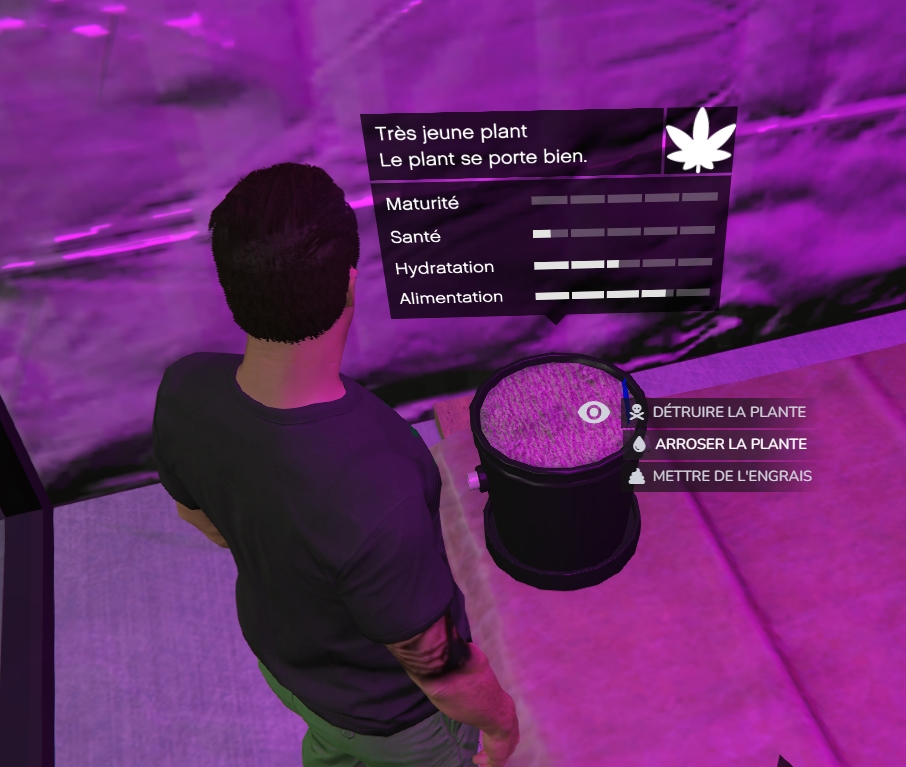 Très jeune plant
Le plant se porte bien.
Maturité
Santé
Hydratation
Alimentation
DÉTRUIRE LA PLANTE
ARROSER LA PLANTE
METTRE DE L'ENGRAIS